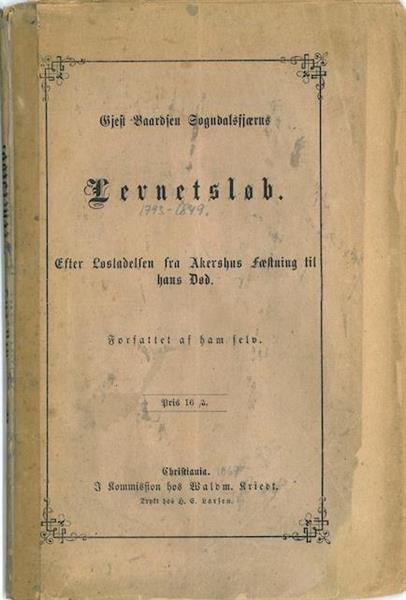 Gjest Baardsen Sogndalsfjærns
Levnetsløb.
1793-1849.
Efter Løsladelsen fra Akershus Fæstning til
hans Død.
Forfattet af ham selv.
Pris 16 β.
Christiania.
I Kommission hos Waldm. Kriedt.
Trykt hos H. C. Larsen.